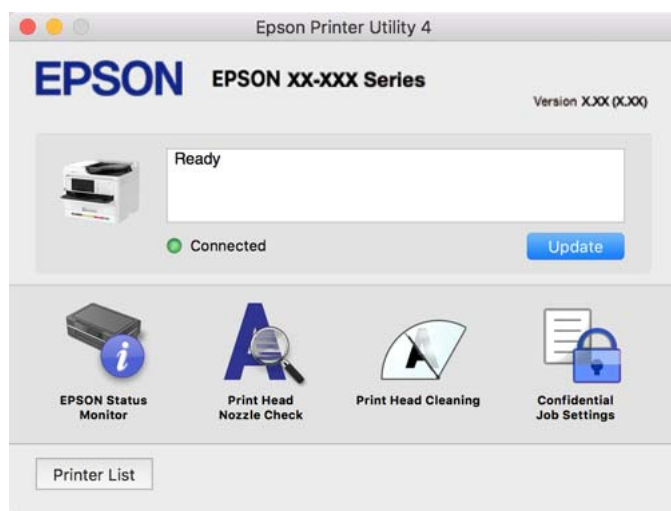 Epson Printer Utility 4
EPSON
EPSON XX-XXX Series
Version X.XX (X.XX)
Ready
Connected
Update
EPSON Status
Monitor
Print Head
Nozzle Check
Print Head Cleaning
Confidential
Job Settings
Printer List